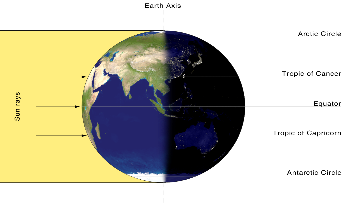 Earth Axis
Arctic Circle
Tropic of Cancer
Sun rays
Equator
Tropic of Capricorn
Antarctic Circle